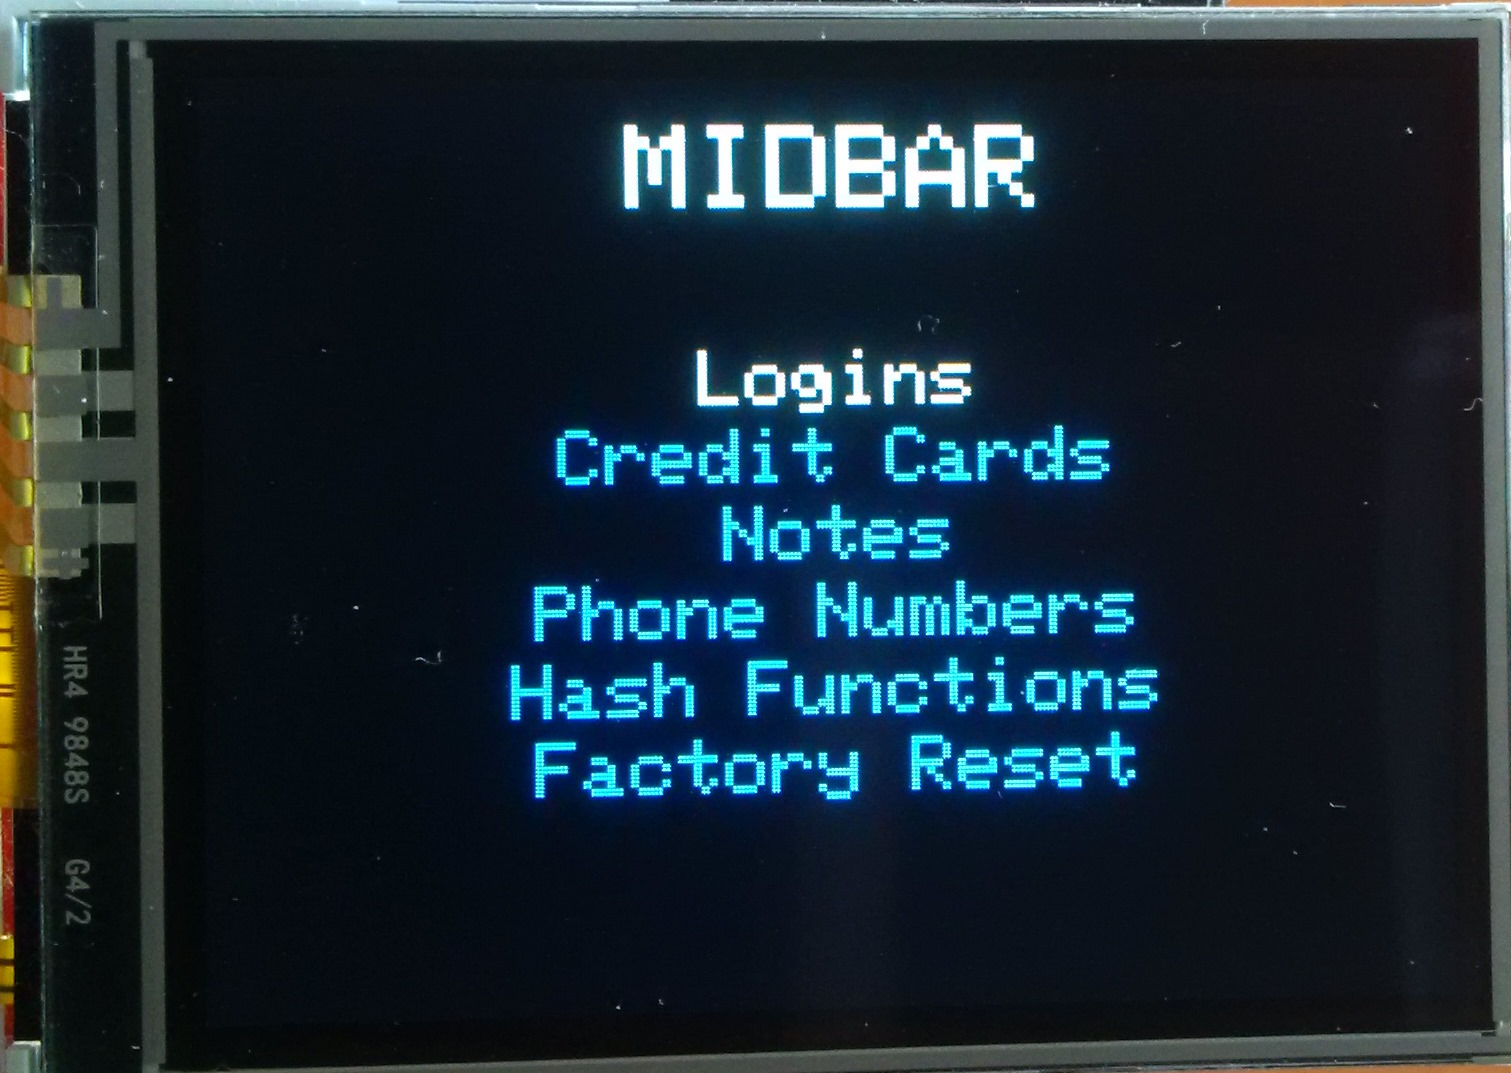 MIDBAR
Logins
Credit Cards
Notes
Phone Numbers
Hash Functions
Factory Reset
HR4 9848S G4/2